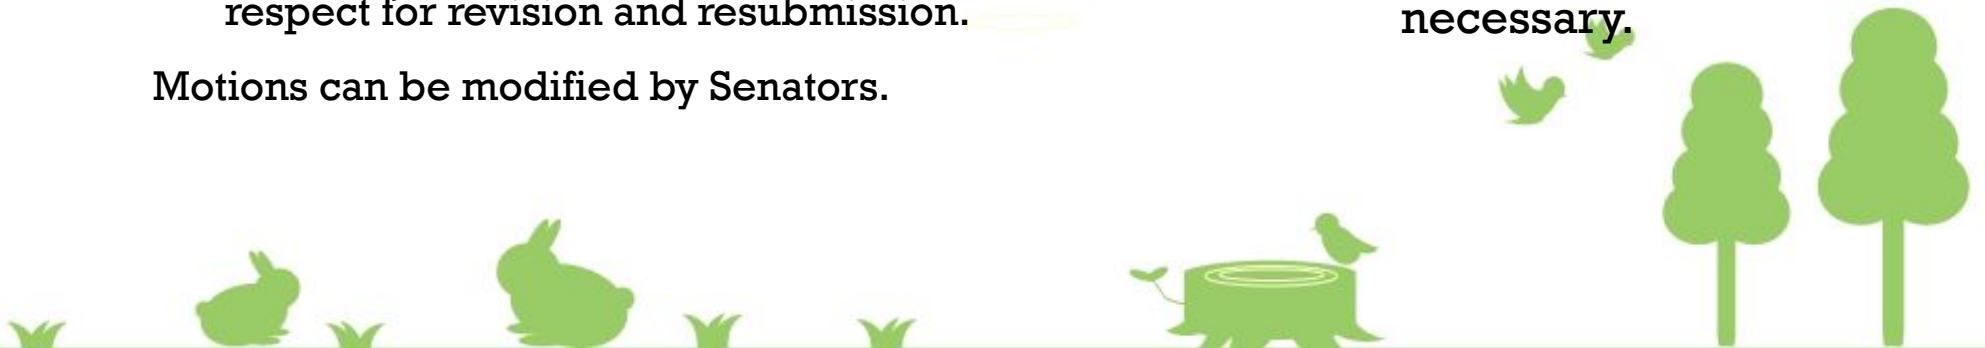 respect for revision and resubmission.
Motions can be modified by Senators.
necessary.